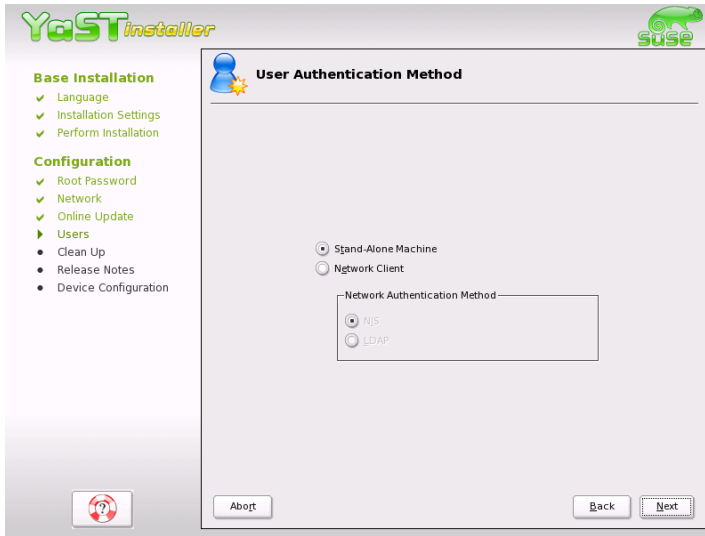 YaST installer
SUSE
Base Installation
Language
Installation Settings
Perform Installation
Configuration
Root Password
Network
Online Update
Users
Clean Up
Release Notes
Device Configuration
User Authentication Method
Stand-Alone Machine
Network Client
Network Authentication Method
NIS
LDAP
?
Abort
Back
Next